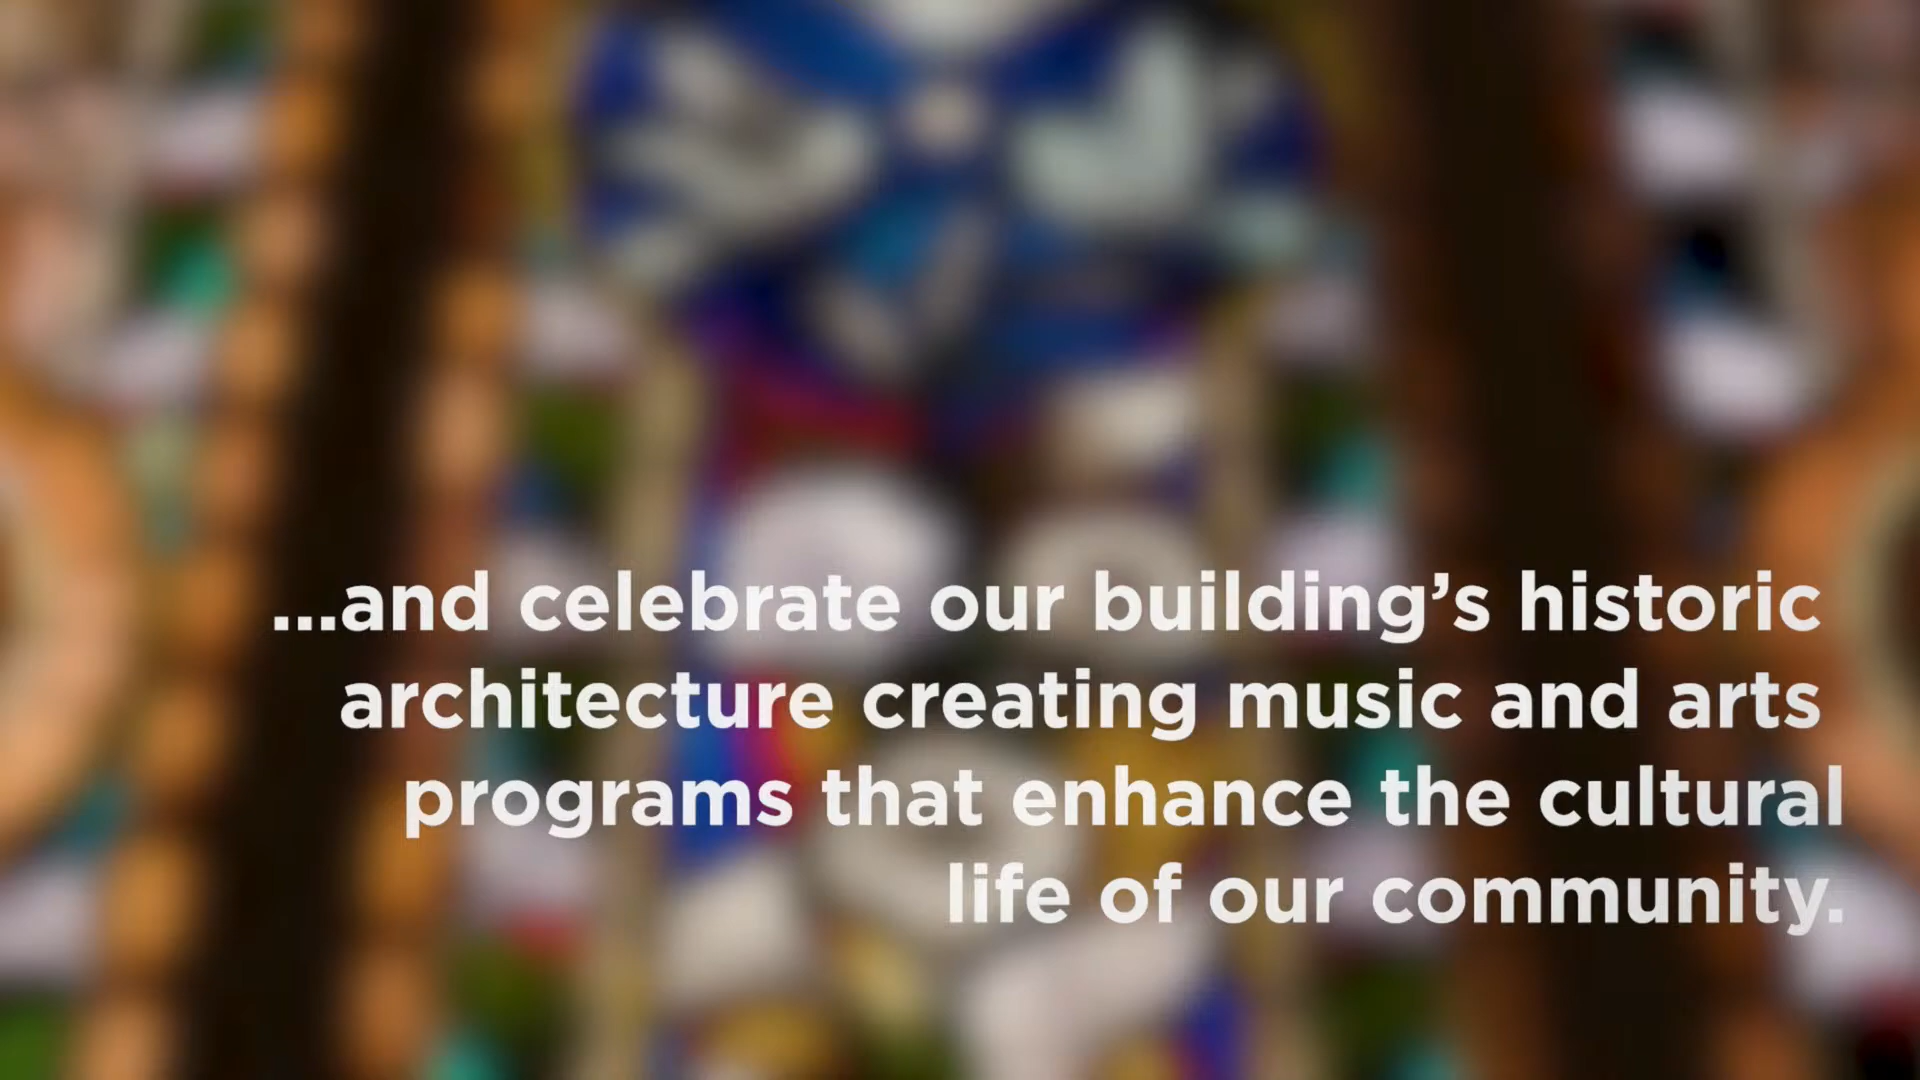 ...and celebrate our building’s historic
architecture creating music and arts
programs that enhance the cultural
life of our community.